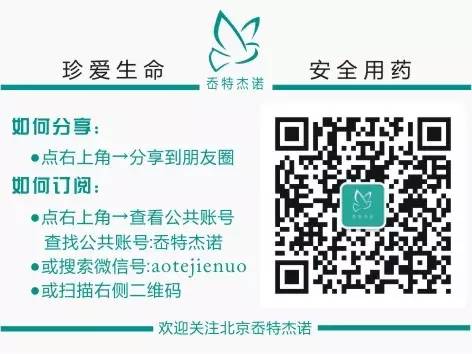 珍爱生命
岙特杰诺
安全用药
如何分享:
●点右上角→分享到朋友圈
如何订阅:
●点右上角→查看公共账号
查找公共账号:岙特杰诺
●或搜索微信号:aotejienuo
●或扫描右侧二维码
欢迎关注北京岙特杰诺